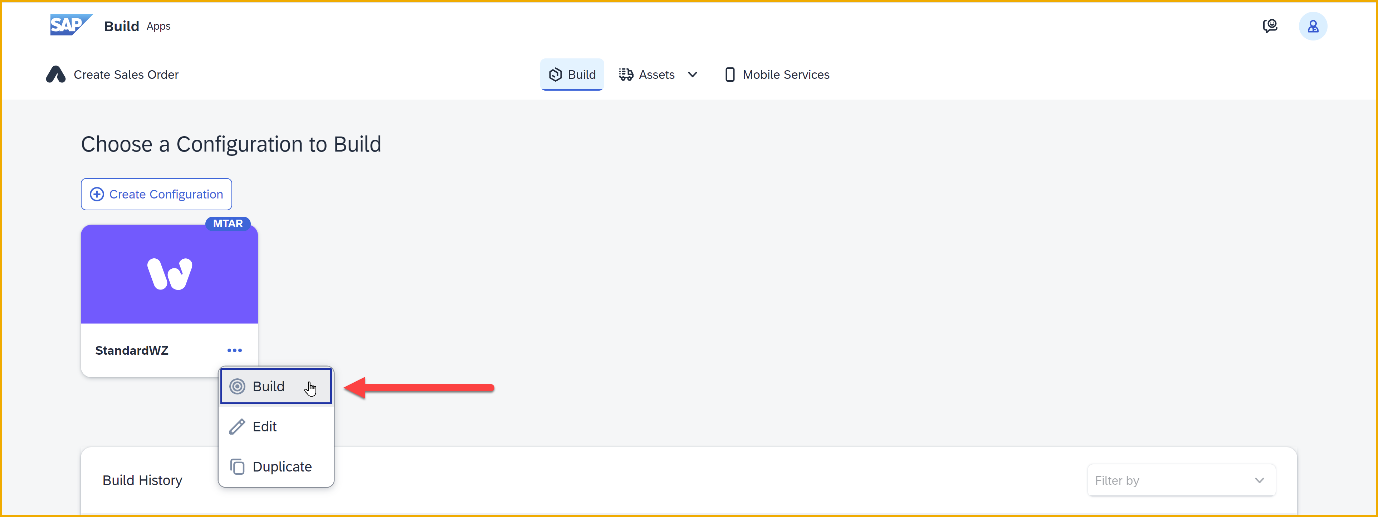 SAP Build Apps
Create Sales Order
Build Assets Mobile Services
Choose a Configuration to Build
Create Configuration
MTAR
StandardWZ
Build
Edit
Duplicate
Build History
Filter by